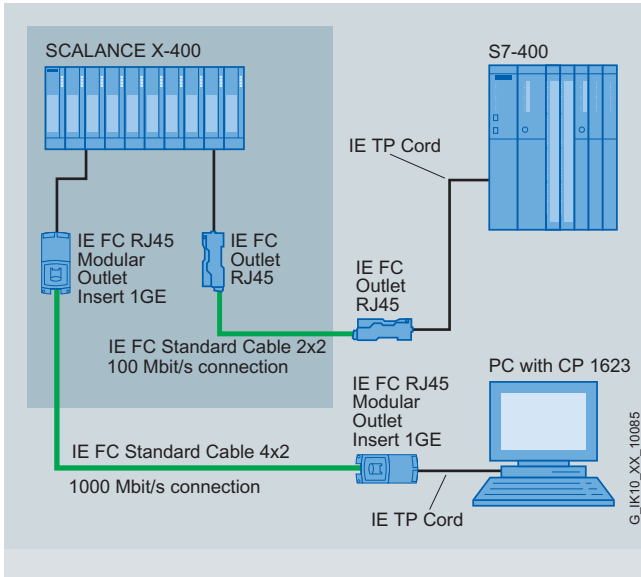 SCALANCE X-400
S7-400
IE TP Cord
IE FC RJ45
Modular
Outlet
Insert 1GE
IE FC
Outlet
RJ45
IE FC
Outlet
RJ45
IE FC Standard Cable 2x2
100 Mbit/s connection
PC with CP 1623
IE FC RJ45
Modular
Outlet
Insert 1GE
IE FC Standard Cable 4x2
1000 Mbit/s connection
IE TP Cord
G_IK10_XX_10085